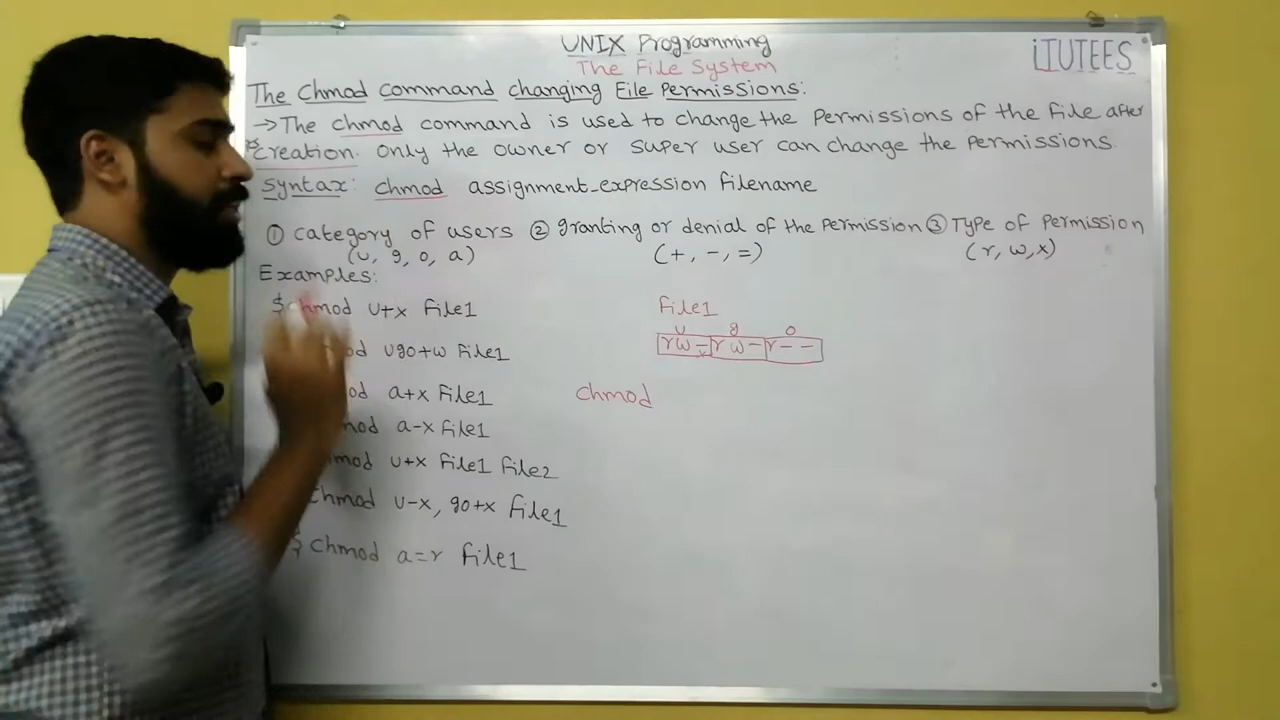 UNIX Programming
iTUTEES
The File System
The Chmod command changing File Permissions:
→The chmod command is used to change the Permissions of the file after
creation. only the owner or super user can change the permissions.
syntax: chmod assignment-expression filename
① category of users ② granting or denial of the permission ③ Type of Permission
(u, g, o, a) (+, -, =) (r, w, x)
Examples:
$ chmod u+x file1
file1
u g o
rw- rw- r--
ugo+w file1
a+x file1
chmod
a-x file1
u+x file1 file2
chmod u-x, go+x file1
$ chmod a=r file1